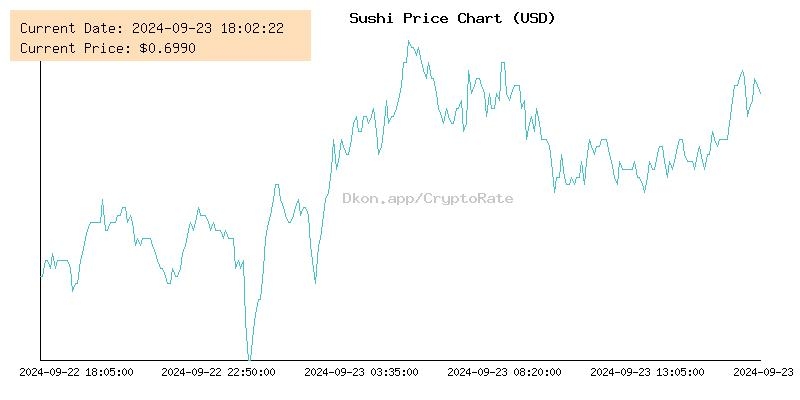 Sushi Price Chart (USD)
Current Date: 2024-09-23 18:02:22
Current Price: $0.6990
Dkon.app/CryptoRate
2024-09-22 18:05:00 2024-09-22 22:50:00 2024-09-23 03:35:00 2024-09-23 08:20:00 2024-09-23 13:05:00 2024-09-23